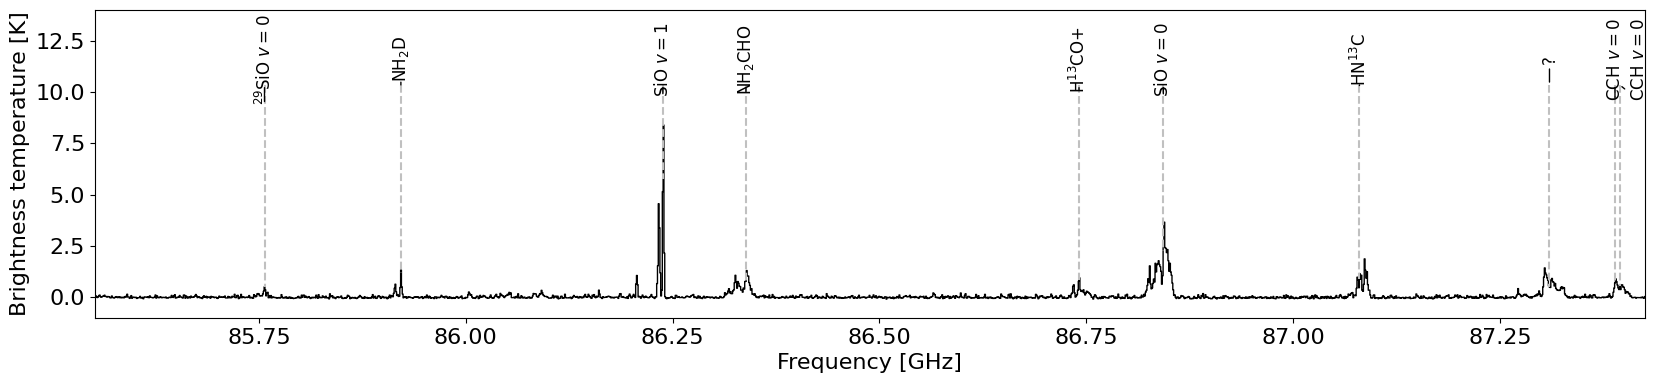 ²⁹SiO v = 0
NH₂D
SiO v = 1
NH₂CHO
H¹³CO+
SiO v = 0
HN¹³C
—?
CCH v = 0
,
CCH v = 0
Brightness temperature [K]
12.5
10.0
7.5
5.0
2.5
0.0
85.75
86.00
86.25
86.50
86.75
87.00
87.25
Frequency [GHz]